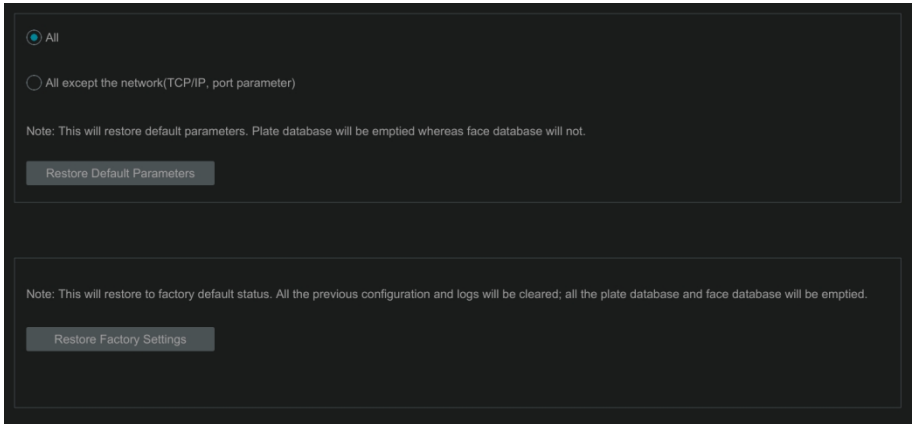 All
All except the network(TCP/IP, port parameter)
Note: This will restore default parameters. Plate database will be emptied whereas face database will not.
Restore Default Parameters
Note: This will restore to factory default status. All the previous configuration and logs will be cleared; all the plate database and face database will be emptied.
Restore Factory Settings